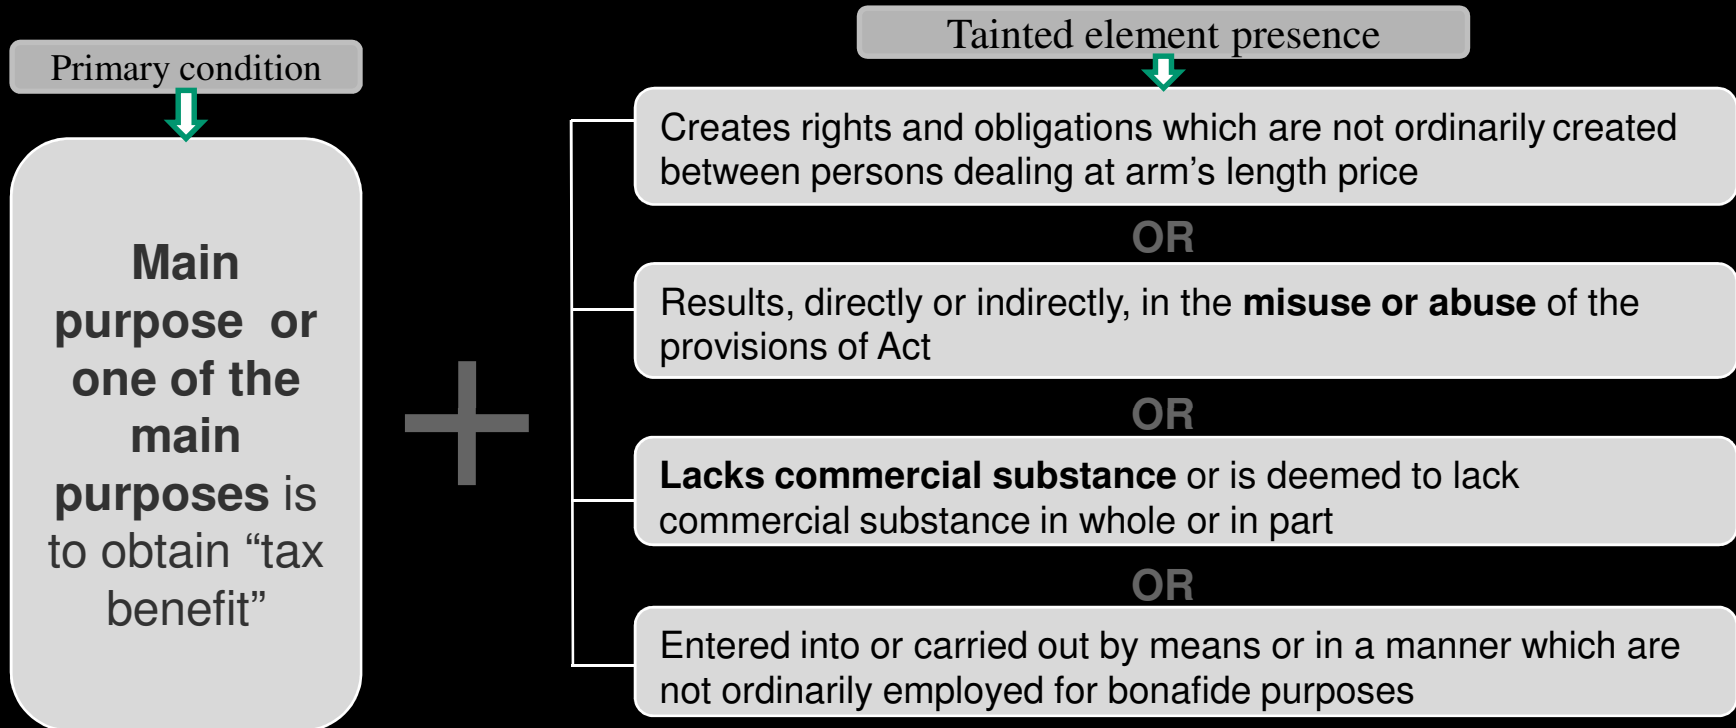 Primary condition
Main
purpose or
one of the
main
purposes is
to obtain “tax
benefit”
Tainted element presence
Creates rights and obligations which are not ordinarily created
between persons dealing at arm’s length price
OR
Results, directly or indirectly, in the misuse or abuse of the
provisions of Act
OR
Lacks commercial substance or is deemed to lack
commercial substance in whole or in part
OR
Entered into or carried out by means or in a manner which are
not ordinarily employed for bonafide purposes